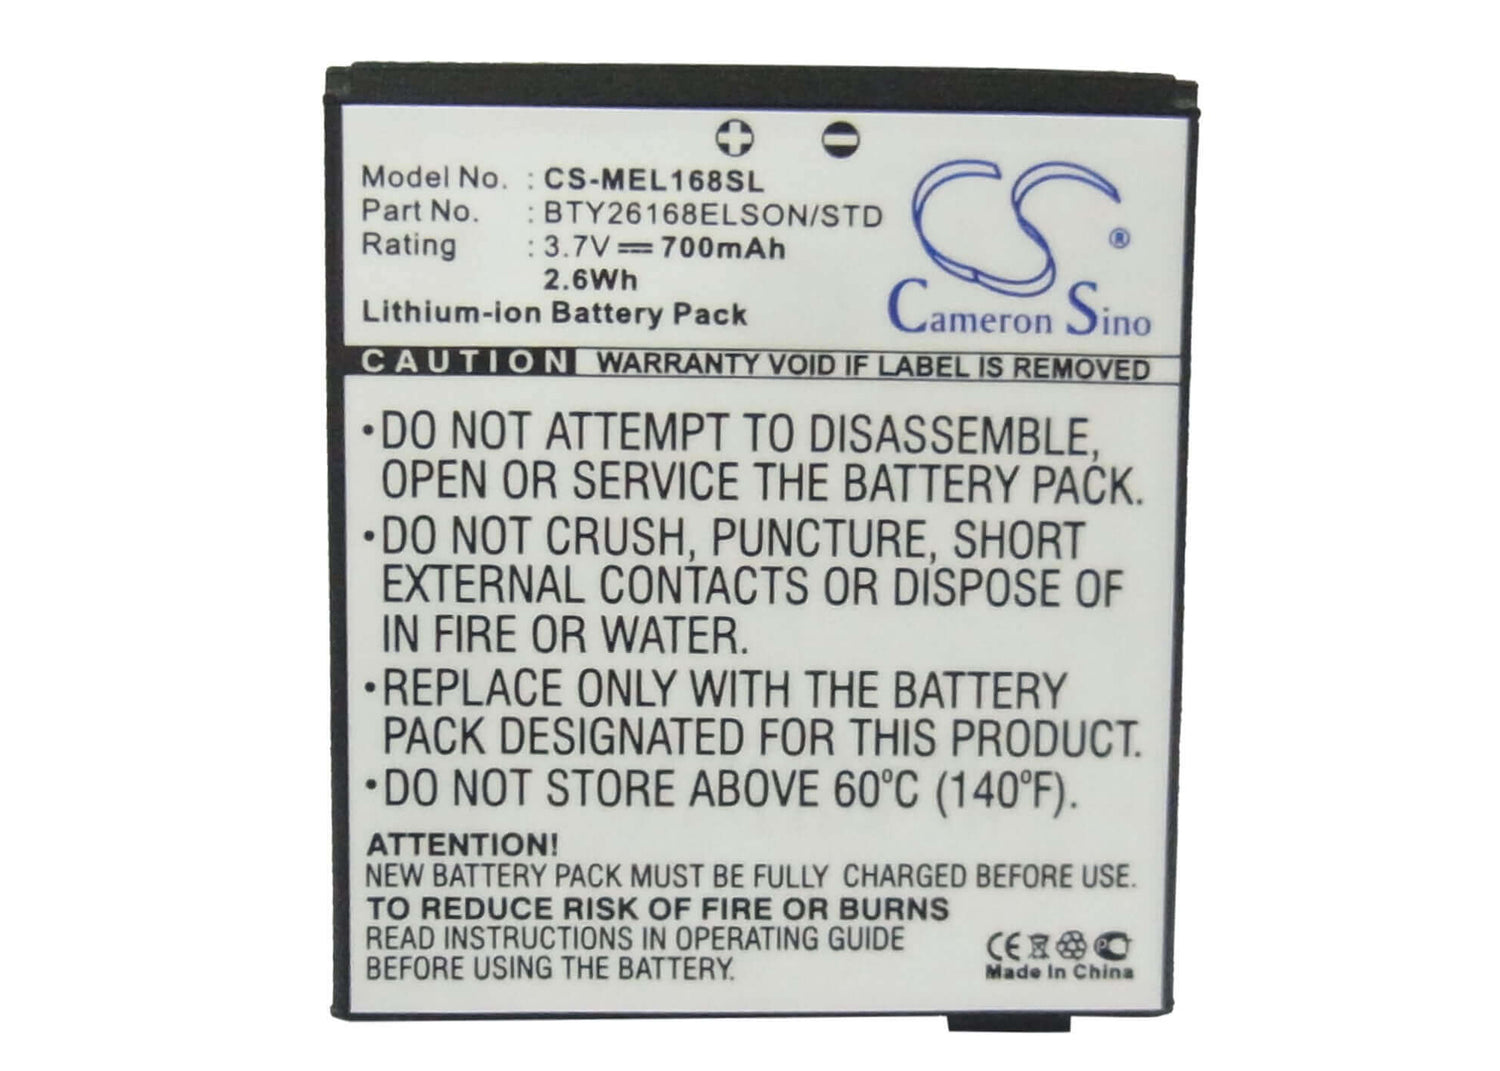 Model No. : CS-MEL168SL
Part No. : BTY26168ELSON/STD
Rating : 3.7V 700mAh
2.6Wh
Lithium-ion Battery Pack
CS ®
Cameron Sino
CAUTION WARRANTY VOID IF LABEL IS REMOVED
•DO NOT ATTEMPT TO DISASSEMBLE,
OPEN OR SERVICE THE BATTERY PACK.
•DO NOT CRUSH, PUNCTURE, SHORT
EXTERNAL CONTACTS OR DISPOSE OF
IN FIRE OR WATER.
•REPLACE ONLY WITH THE BATTERY
PACK DESIGNATED FOR THIS PRODUCT.
•DO NOT STORE ABOVE 60°C (140°F).
ATTENTION!
NEW BATTERY PACK MUST BE FULLY CHARGED BEFORE USE.
TO REDUCE RISK OF FIRE OR BURNS
READ INSTRUCTIONS IN OPERATING GUIDE
BEFORE USING THE BATTERY.
CE
Made In China